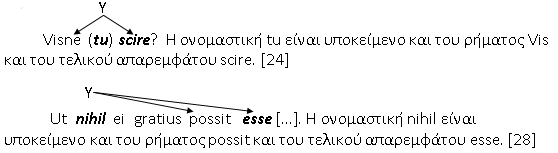 Υ
Visne (tu) scire? Η ονομαστική tu είναι υποκείμενο και του ρήματος Vis
και του τελικού απαρεμφάτου scire. [24]
Υ
Ut nihil ei gratius possit esse [...]. Η ονομαστική nihil είναι
υποκείμενο και του ρήματος possit και του τελικού απαρεμφάτου esse. [28]